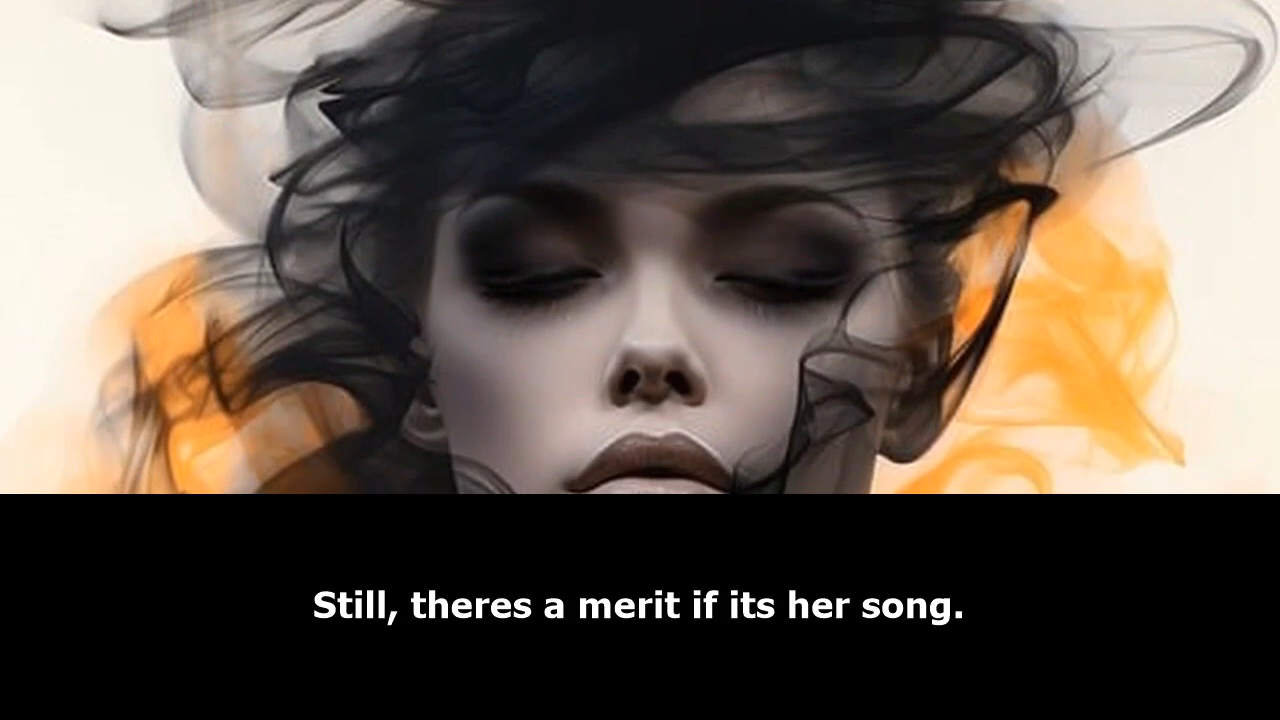 Still, theres a merit if its her song.